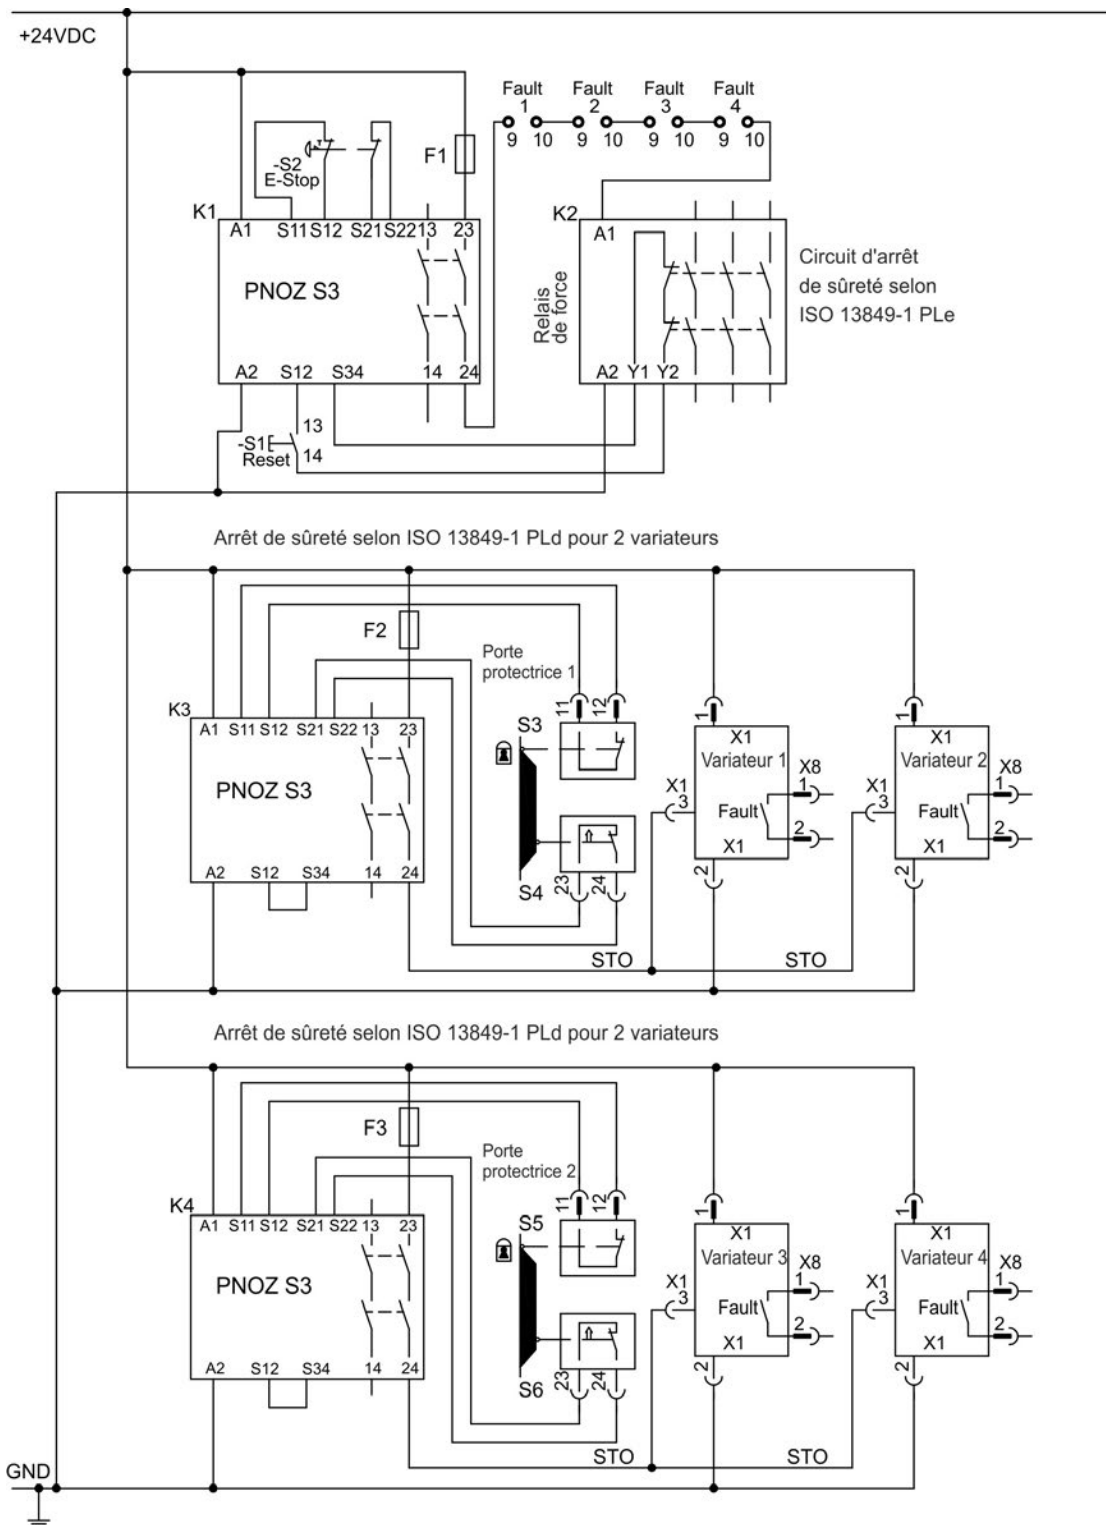 +24VDC
Fault Fault Fault Fault
1 2 3 4
9 10 9 10 9 10 9 10
F1
-S2
E-Stop
K1
A1 S11 S12 S21 S22 13 23
PNOZ S3
A2 S12 S34 14 24
K2
A1
Relais
de force
A2 Y1 Y2
Circuit d'arrêt
de sûreté selon
ISO 13849-1 PLe
13
-S1
Reset
14
Arrêt de sûreté selon ISO 13849-1 PLd pour 2 variateurs
F2
Porte
protectrice 1
K3
A1 S11 S12 S21 S22 13 23
PNOZ S3
A2 S12 S34 14 24
11 12
S3
S4
23 24
1
X1
Variateur 1
X8
1
X1
3
Fault
2
X1
2
1
X1
Variateur 2
X8
1
X1
3
Fault
2
X1
2
STO STO
Arrêt de sûreté selon ISO 13849-1 PLd pour 2 variateurs
F3
Porte
protectrice 2
K4
A1 S11 S12 S21 S22 13 23
PNOZ S3
A2 S12 S34 14 24
11 12
S5
S6
23 24
1
X1
Variateur 3
X8
1
X1
3
Fault
2
X1
2
1
X1
Variateur 4
X8
1
X1
3
Fault
2
X1
2
STO STO
GND